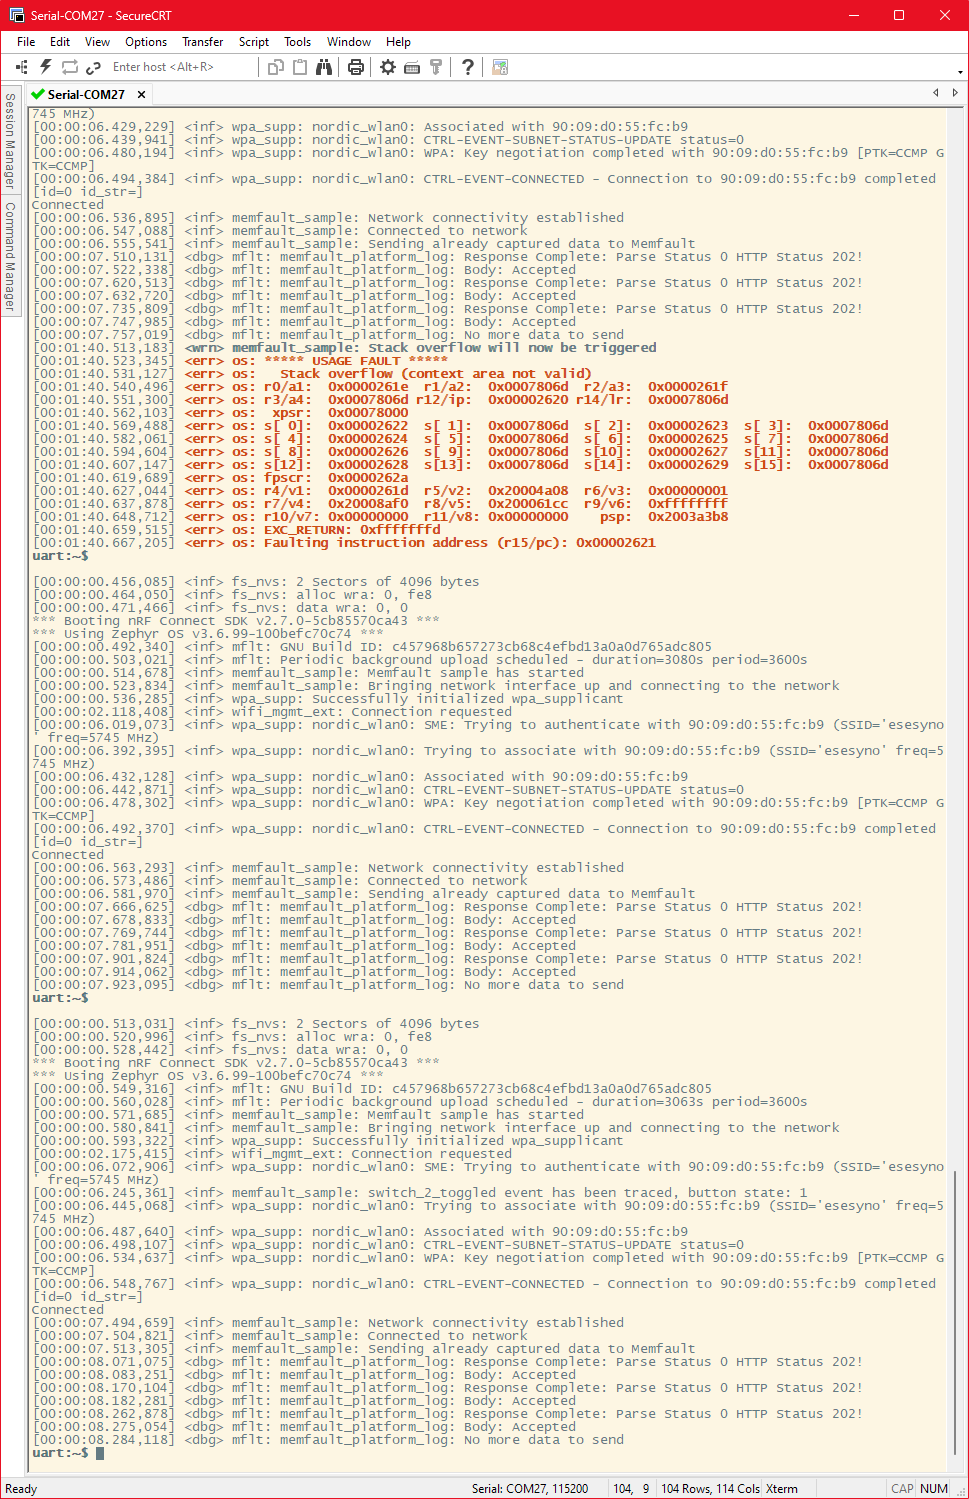 Serial-COM27 - SecureCRT
File Edit View Options Transfer Script Tools Window Help
Enter host <Alt+R>
Serial-COM27
Session Manager
Command Manager
745 MHz)
[00:00:06.429,229] <inf> wpa_supp: nordic_wlan0: Associated with 90:09:d0:55:fc:b9
[00:00:06.439,941] <inf> wpa_supp: nordic_wlan0: CTRL-EVENT-SUBNET-STATUS-UPDATE status=0
[00:00:06.480,194] <inf> wpa_supp: nordic_wlan0: WPA: Key negotiation completed with 90:09:d0:55:fc:b9 [PTK=CCMP G
TK=CCMP]
[00:00:06.494,384] <inf> wpa_supp: nordic_wlan0: CTRL-EVENT-CONNECTED - Connection to 90:09:d0:55:fc:b9 completed
[id=0 id_str=]
Connected
[00:00:06.536,895] <inf> memfault_sample: Network connectivity established
[00:00:06.547,088] <inf> memfault_sample: Connected to network
[00:00:06.555,541] <inf> memfault_sample: Sending already captured data to Memfault
[00:00:07.510,131] <dbg> mflt: memfault_platform_log: Response Complete: Parse Status 0 HTTP Status 202!
[00:00:07.522,338] <dbg> mflt: memfault_platform_log: Body: Accepted
[00:00:07.620,513] <dbg> mflt: memfault_platform_log: Response Complete: Parse Status 0 HTTP Status 202!
[00:00:07.632,720] <dbg> mflt: memfault_platform_log: Body: Accepted
[00:00:07.735,809] <dbg> mflt: memfault_platform_log: Response Complete: Parse Status 0 HTTP Status 202!
[00:00:07.747,985] <dbg> mflt: memfault_platform_log: Body: Accepted
[00:00:07.757,019] <dbg> mflt: memfault_platform_log: No more data to send
[00:01:40.513,183] <wrn> memfault_sample: Stack overflow will now be triggered
[00:01:40.523,345] <err> os: ***** USAGE FAULT *****
[00:01:40.531,127] <err> os:   Stack overflow (context area not valid)
[00:01:40.540,496] <err> os: r0/a1:  0x0000261e  r1/a2:  0x0007806d  r2/a3:  0x0000261f
[00:01:40.551,300] <err> os: r3/a4:  0x0007806d r12/ip:  0x00002620 r14/lr:  0x0007806d
[00:01:40.562,103] <err> os:  xpsr:  0x00078000
[00:01:40.569,488] <err> os: s[ 0]:  0x00002622  s[ 1]:  0x0007806d  s[ 2]:  0x00002623  s[ 3]:  0x0007806d
[00:01:40.582,061] <err> os: s[ 4]:  0x00002624  s[ 5]:  0x0007806d  s[ 6]:  0x00002625  s[ 7]:  0x0007806d
[00:01:40.594,604] <err> os: s[ 8]:  0x00002626  s[ 9]:  0x0007806d  s[10]:  0x00002627  s[11]:  0x0007806d
[00:01:40.607,147] <err> os: s[12]:  0x00002628  s[13]:  0x0007806d  s[14]:  0x00002629  s[15]:  0x0007806d
[00:01:40.619,689] <err> os: fpscr:  0x0000262a
[00:01:40.627,044] <err> os: r4/v1:  0x0000261d  r5/v2:  0x20004a08  r6/v3:  0x00000001
[00:01:40.637,878] <err> os: r7/v4:  0x20008af0  r8/v5:  0x200061cc  r9/v6:  0xffffffff
[00:01:40.648,712] <err> os: r10/v7: 0x00000000  r11/v8: 0x00000000    psp:  0x2003a3b8
[00:01:40.659,515] <err> os: EXC_RETURN: 0xfffffffd
[00:01:40.667,205] <err> os: Faulting instruction address (r15/pc): 0x00002621
uart:~$
[00:00:00.456,085] <inf> fs_nvs: 2 Sectors of 4096 bytes
[00:00:00.464,050] <inf> fs_nvs: alloc wra: 0, fe8
[00:00:00.471,466] <inf> fs_nvs: data wra: 0, 0
*** Booting nRF Connect SDK v2.7.0-5cb85570ca43 ***
*** Using Zephyr OS v3.6.99-100befc70c74 ***
[00:00:00.492,340] <inf> mflt: GNU Build ID: c457968b657273cb68c4efbd13a0a0d765adc805
[00:00:00.503,021] <inf> mflt: Periodic background upload scheduled - duration=3080s period=3600s
[00:00:00.514,678] <inf> memfault_sample: Memfault sample has started
[00:00:00.523,834] <inf> memfault_sample: Bringing network interface up and connecting to the network
[00:00:00.536,285] <inf> wpa_supp: Successfully initialized wpa_supplicant
[00:00:02.118,408] <inf> wifi_mgmt_ext: Connection requested
[00:00:06.019,073] <inf> wpa_supp: nordic_wlan0: SME: Trying to authenticate with 90:09:d0:55:fc:b9 (SSID='esesyno
' freq=5745 MHz)
[00:00:06.392,395] <inf> wpa_supp: nordic_wlan0: Trying to associate with 90:09:d0:55:fc:b9 (SSID='esesyno' freq=5
745 MHz)
[00:00:06.432,128] <inf> wpa_supp: nordic_wlan0: Associated with 90:09:d0:55:fc:b9
[00:00:06.442,871] <inf> wpa_supp: nordic_wlan0: CTRL-EVENT-SUBNET-STATUS-UPDATE status=0
[00:00:06.478,302] <inf> wpa_supp: nordic_wlan0: WPA: Key negotiation completed with 90:09:d0:55:fc:b9 [PTK=CCMP G
TK=CCMP]
[00:00:06.492,370] <inf> wpa_supp: nordic_wlan0: CTRL-EVENT-CONNECTED - Connection to 90:09:d0:55:fc:b9 completed
[id=0 id_str=]
Connected
[00:00:06.563,293] <inf> memfault_sample: Network connectivity established
[00:00:06.573,486] <inf> memfault_sample: Connected to network
[00:00:06.581,970] <inf> memfault_sample: Sending already captured data to Memfault
[00:00:07.666,625] <dbg> mflt: memfault_platform_log: Response Complete: Parse Status 0 HTTP Status 202!
[00:00:07.678,833] <dbg> mflt: memfault_platform_log: Body: Accepted
[00:00:07.769,744] <dbg> mflt: memfault_platform_log: Response Complete: Parse Status 0 HTTP Status 202!
[00:00:07.781,951] <dbg> mflt: memfault_platform_log: Body: Accepted
[00:00:07.901,824] <dbg> mflt: memfault_platform_log: Response Complete: Parse Status 0 HTTP Status 202!
[00:00:07.914,062] <dbg> mflt: memfault_platform_log: Body: Accepted
[00:00:07.923,095] <dbg> mflt: memfault_platform_log: No more data to send
uart:~$
[00:00:00.513,031] <inf> fs_nvs: 2 Sectors of 4096 bytes
[00:00:00.520,996] <inf> fs_nvs: alloc wra: 0, fe8
[00:00:00.528,442] <inf> fs_nvs: data wra: 0, 0
*** Booting nRF Connect SDK v2.7.0-5cb85570ca43 ***
*** Using Zephyr OS v3.6.99-100befc70c74 ***
[00:00:00.549,316] <inf> mflt: GNU Build ID: c457968b657273cb68c4efbd13a0a0d765adc805
[00:00:00.560,028] <inf> mflt: Periodic background upload scheduled - duration=3063s period=3600s
[00:00:00.571,685] <inf> memfault_sample: Memfault sample has started
[00:00:00.580,841] <inf> memfault_sample: Bringing network interface up and connecting to the network
[00:00:00.593,322] <inf> wpa_supp: Successfully initialized wpa_supplicant
[00:00:02.175,415] <inf> wifi_mgmt_ext: Connection requested
[00:00:06.072,906] <inf> wpa_supp: nordic_wlan0: SME: Trying to authenticate with 90:09:d0:55:fc:b9 (SSID='esesyno
' freq=5745 MHz)
[00:00:06.245,361] <inf> memfault_sample: switch_2_toggled event has been traced, button state: 1
[00:00:06.445,068] <inf> wpa_supp: nordic_wlan0: Trying to associate with 90:09:d0:55:fc:b9 (SSID='esesyno' freq=5
745 MHz)
[00:00:06.487,640] <inf> wpa_supp: nordic_wlan0: Associated with 90:09:d0:55:fc:b9
[00:00:06.498,107] <inf> wpa_supp: nordic_wlan0: CTRL-EVENT-SUBNET-STATUS-UPDATE status=0
[00:00:06.534,637] <inf> wpa_supp: nordic_wlan0: WPA: Key negotiation completed with 90:09:d0:55:fc:b9 [PTK=CCMP G
TK=CCMP]
[00:00:06.548,767] <inf> wpa_supp: nordic_wlan0: CTRL-EVENT-CONNECTED - Connection to 90:09:d0:55:fc:b9 completed
[id=0 id_str=]
Connected
[00:00:07.494,659] <inf> memfault_sample: Network connectivity established
[00:00:07.504,821] <inf> memfault_sample: Connected to network
[00:00:07.513,305] <inf> memfault_sample: Sending already captured data to Memfault
[00:00:08.071,075] <dbg> mflt: memfault_platform_log: Response Complete: Parse Status 0 HTTP Status 202!
[00:00:08.083,251] <dbg> mflt: memfault_platform_log: Body: Accepted
[00:00:08.170,104] <dbg> mflt: memfault_platform_log: Response Complete: Parse Status 0 HTTP Status 202!
[00:00:08.182,281] <dbg> mflt: memfault_platform_log: Body: Accepted
[00:00:08.262,878] <dbg> mflt: memfault_platform_log: Response Complete: Parse Status 0 HTTP Status 202!
[00:00:08.275,054] <dbg> mflt: memfault_platform_log: Body: Accepted
[00:00:08.284,118] <dbg> mflt: memfault_platform_log: No more data to send
uart:~$
Ready Serial: COM27, 115200 104, 9 104 Rows, 114 Cols Xterm CAP NUM